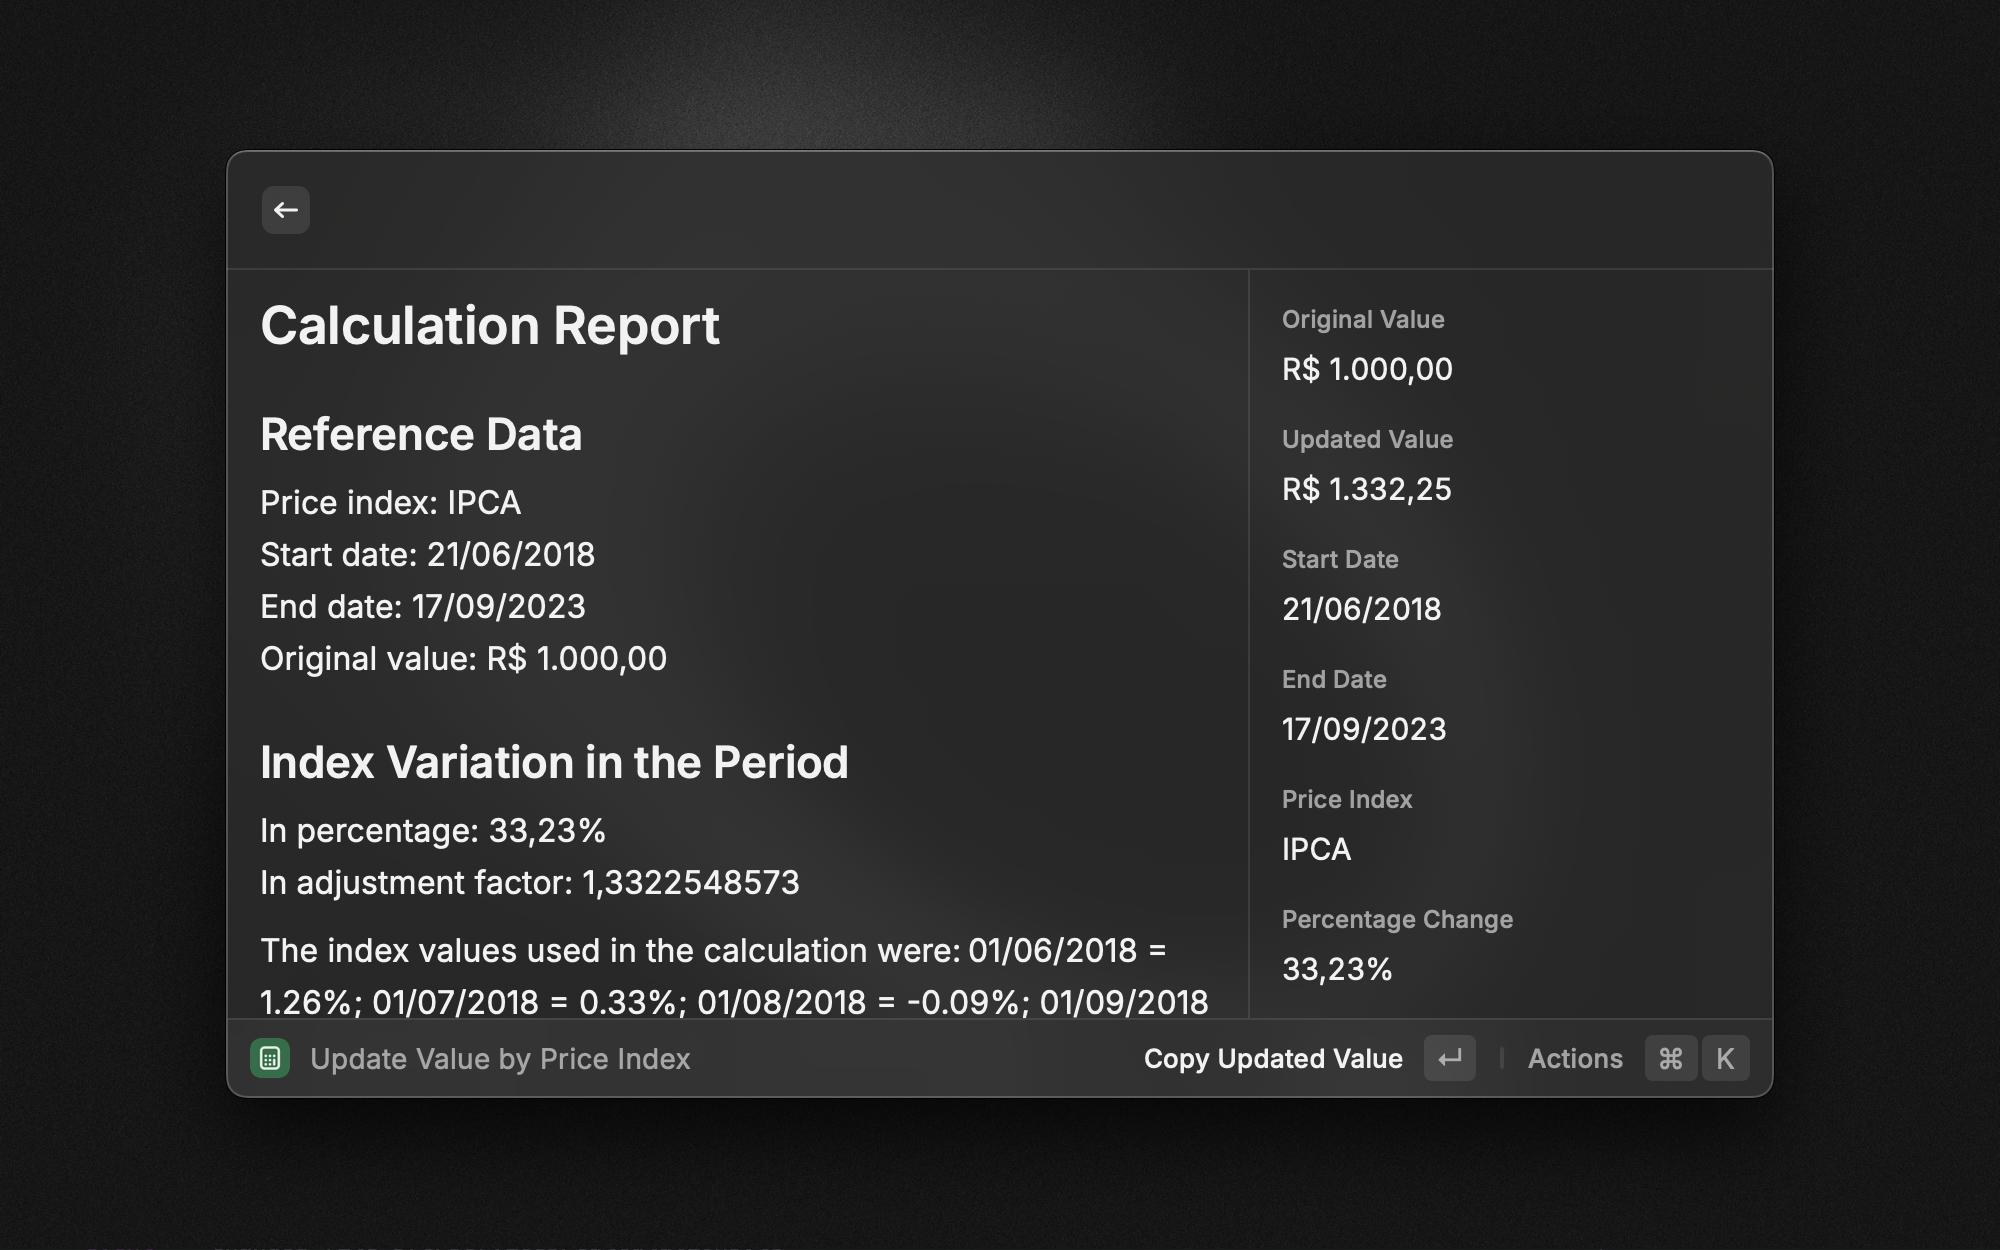 Calculation Report
Reference Data
Price index: IPCA
Start date: 21/06/2018
End date: 17/09/2023
Original value: R$ 1.000,00
Index Variation in the Period
In percentage: 33,23%
In adjustment factor: 1,3322548573
The index values used in the calculation were: 01/06/2018 =
1.26%; 01/07/2018 = 0.33%; 01/08/2018 = -0.09%; 01/09/2018
Original Value
R$ 1.000,00
Updated Value
R$ 1.332,25
Start Date
21/06/2018
End Date
17/09/2023
Price Index
IPCA
Percentage Change
33,23%
Update Value by Price Index
Copy Updated Value ↵ | Actions ⌘ K